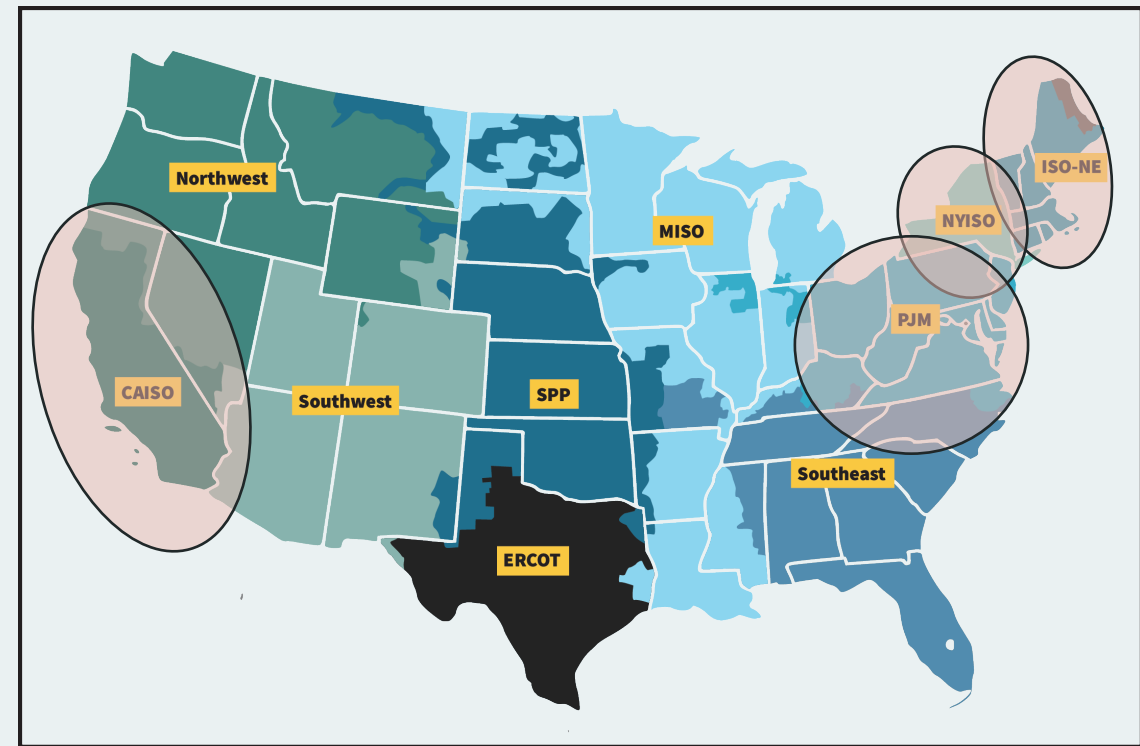 ISO-NE
Northwest
NYISO
MISO
PJM
CAISO
Southwest
SPP
Southeast
ERCOT